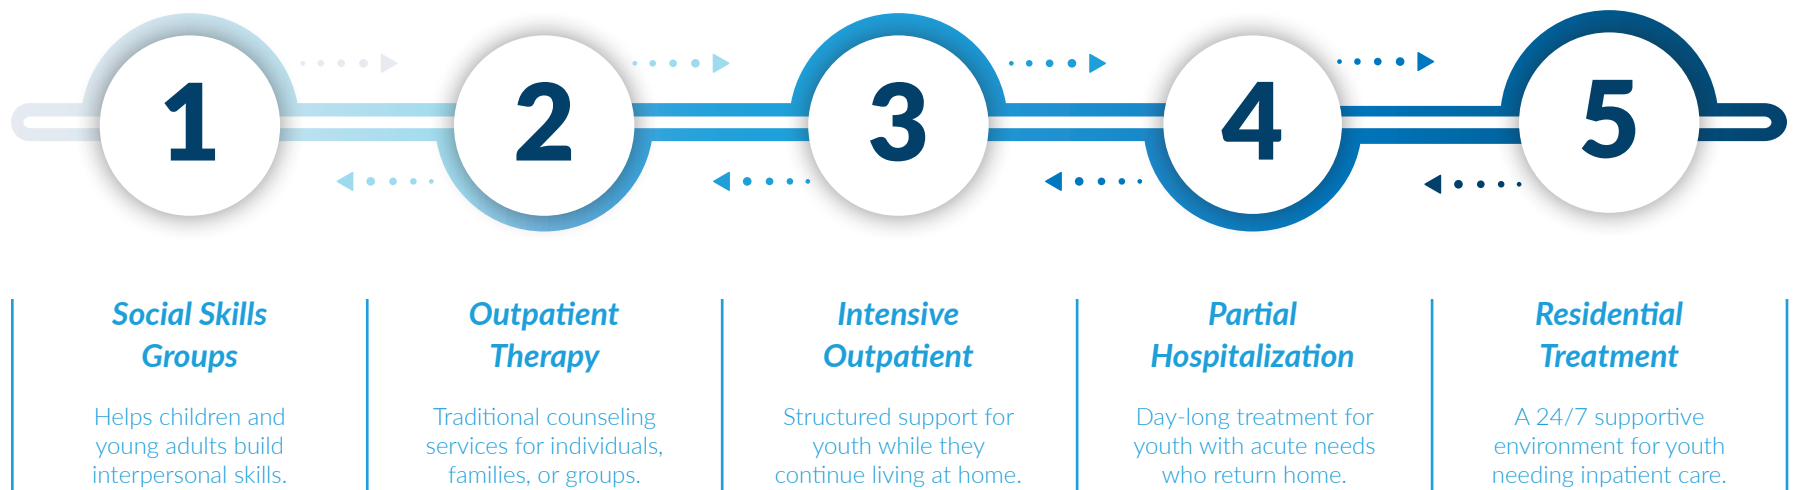 1
2
3
4
5
Social Skills
Groups
Helps children and
young adults build
interpersonal skills.
Outpatient
Therapy
Traditional counseling
services for individuals,
families, or groups.
Intensive
Outpatient
Structured support for
youth while they
continue living at home.
Partial
Hospitalization
Day-long treatment for
youth with acute needs
who return home.
Residential
Treatment
A 24/7 supportive
environment for youth
needing inpatient care.